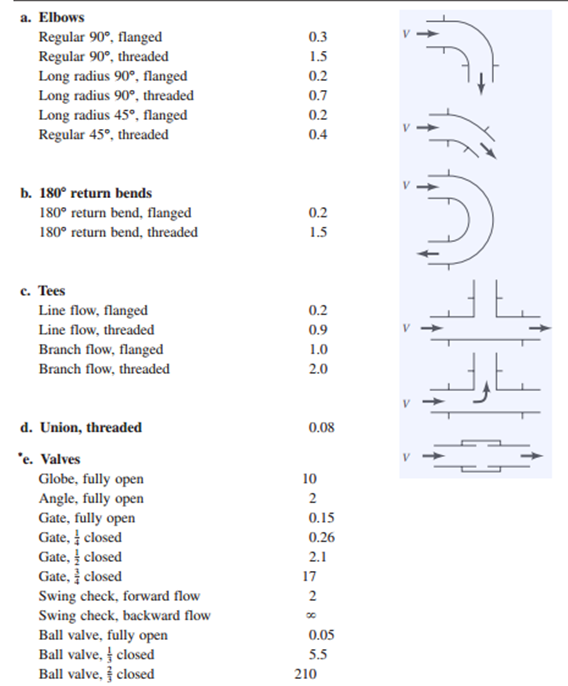 a. Elbows
Regular 90°, flanged 0.3
Regular 90°, threaded 1.5
Long radius 90°, flanged 0.2
Long radius 90°, threaded 0.7
Long radius 45°, flanged 0.2
Regular 45°, threaded 0.4
V
V
b. 180° return bends
180° return bend, flanged 0.2
180° return bend, threaded 1.5
V
c. Tees
Line flow, flanged 0.2
Line flow, threaded 0.9
Branch flow, flanged 1.0
Branch flow, threaded 2.0
V
V
d. Union, threaded 0.08
V
*e. Valves
Globe, fully open 10
Angle, fully open 2
Gate, fully open 0.15
Gate, 1/4 closed 0.26
Gate, 1/2 closed 2.1
Gate, 3/4 closed 17
Swing check, forward flow 2
Swing check, backward flow ∞
Ball valve, fully open 0.05
Ball valve, 1/3 closed 5.5
Ball valve, 2/3 closed 210